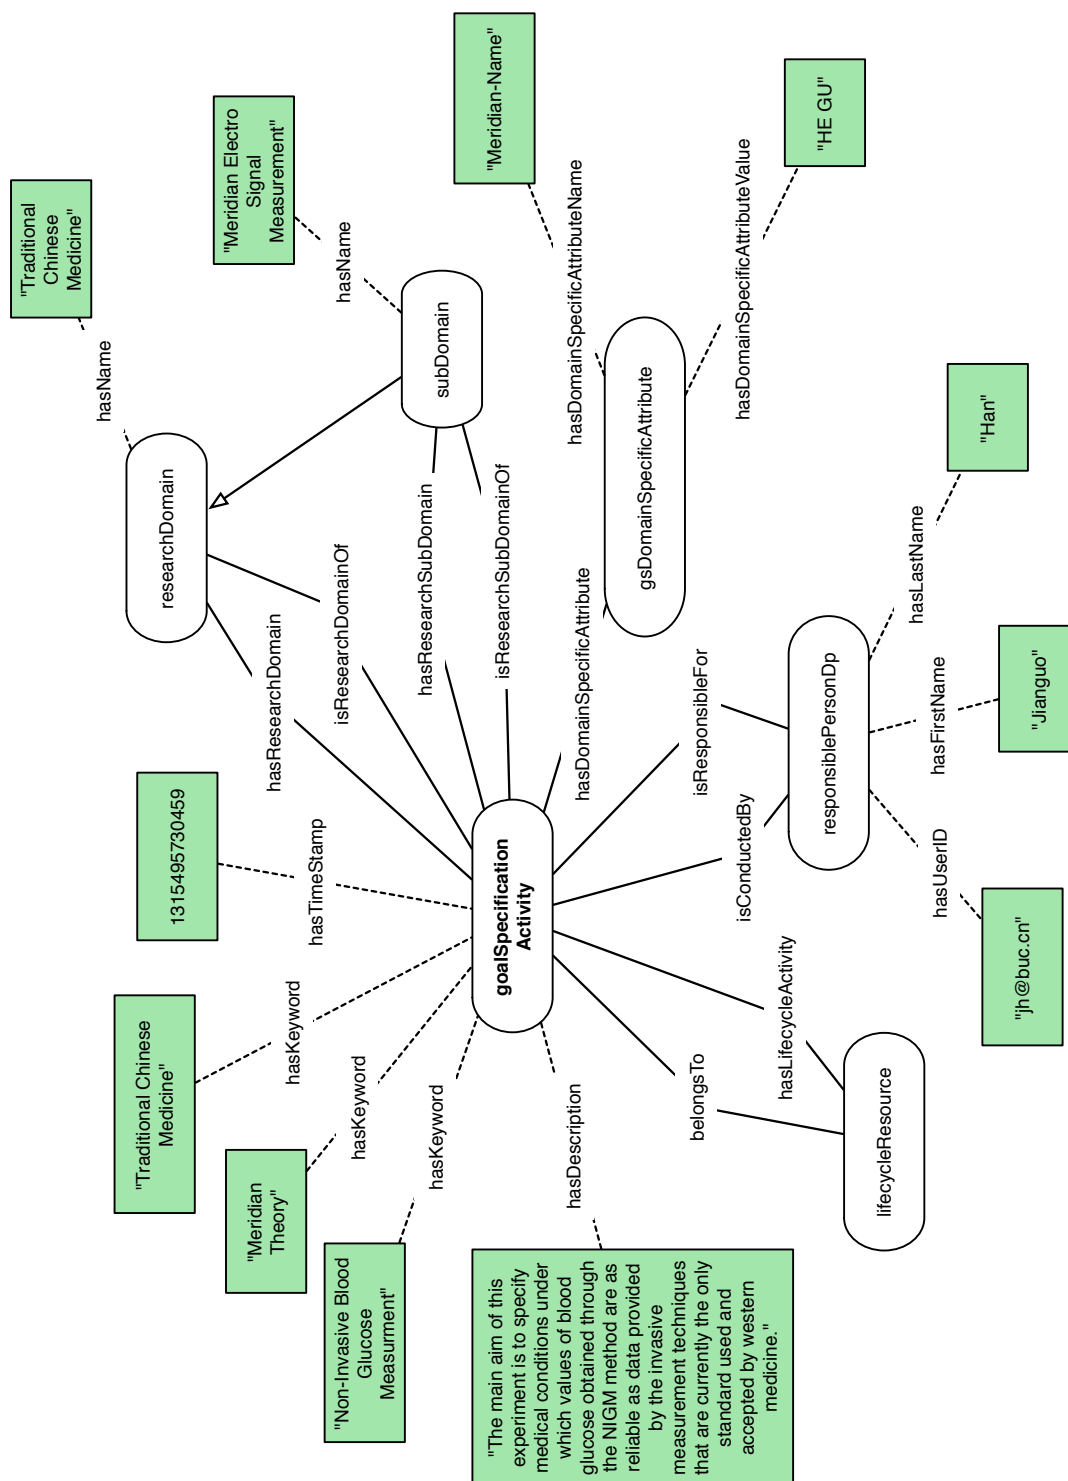 "Non-Invasive Blood
Glucose
Measurment"
hasKeyword
"Meridian
Theory"
hasKeyword
"Traditional Chinese
Medicine"
hasKeyword
1315495730459
hasTimeStamp
"The main aim of this
experiment is to specify
medical conditions under
which values of blood
glucose obtained through
the NIGM method are as
reliable as data provided
by the invasive
measurement techniques
that are currently the only
standard used and
accepted by western
medicine."
hasDescription
goalSpecification
Activity
hasResearchDomain
isResearchDomainOf
researchDomain
hasName
"Traditional
Chinese
Medicine"
hasResearchSubDomain
isResearchSubDomainOf
subDomain
hasName
"Meridian Electro
Signal
Measurement"
hasDomainSpecificAttribute
gsDomainSpecificAttribute
hasDomainSpecificAttributeName
"Meridian-Name"
hasDomainSpecificAttributeValue
"HE GU"
belongsTo
hasLifecycleActivity
lifecycleResource
isConductedBy
isResponsibleFor
responsiblePersonDp
hasUserID
"jh@buc.cn"
hasFirstName
"Jianguo"
hasLastName
"Han"